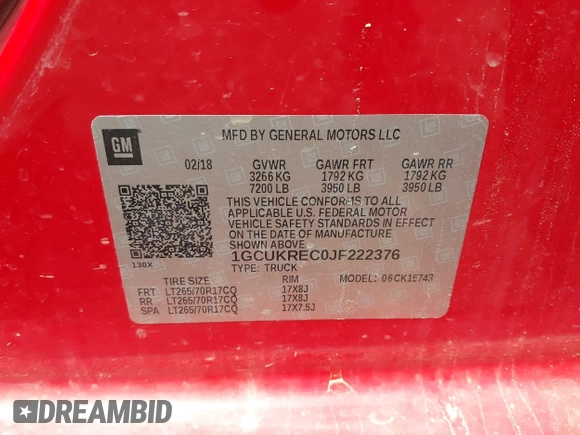 GM
MFD BY GENERAL MOTORS LLC
02/18 GVWR GAWR FRT GAWR RR
3266 KG 1792 KG 1792 KG
7200 LB 3950 LB 3950 LB
THIS VEHICLE CONFORMS TO ALL
APPLICABLE U.S. FEDERAL MOTOR
VEHICLE SAFETY STANDARDS IN EFFECT
ON THE DATE OF MANUFACTURE
SHOWN ABOVE
1GCUKREC0JF222376
130X TYPE: TRUCK
TIRE SIZE RIM MODEL: 06CK15743
FRT LT265/70R17CQ 17X8J
RR LT265/70R17CQ 17X8J
SPA LT265/70R17CQ 17X7.5J
DREAMBID